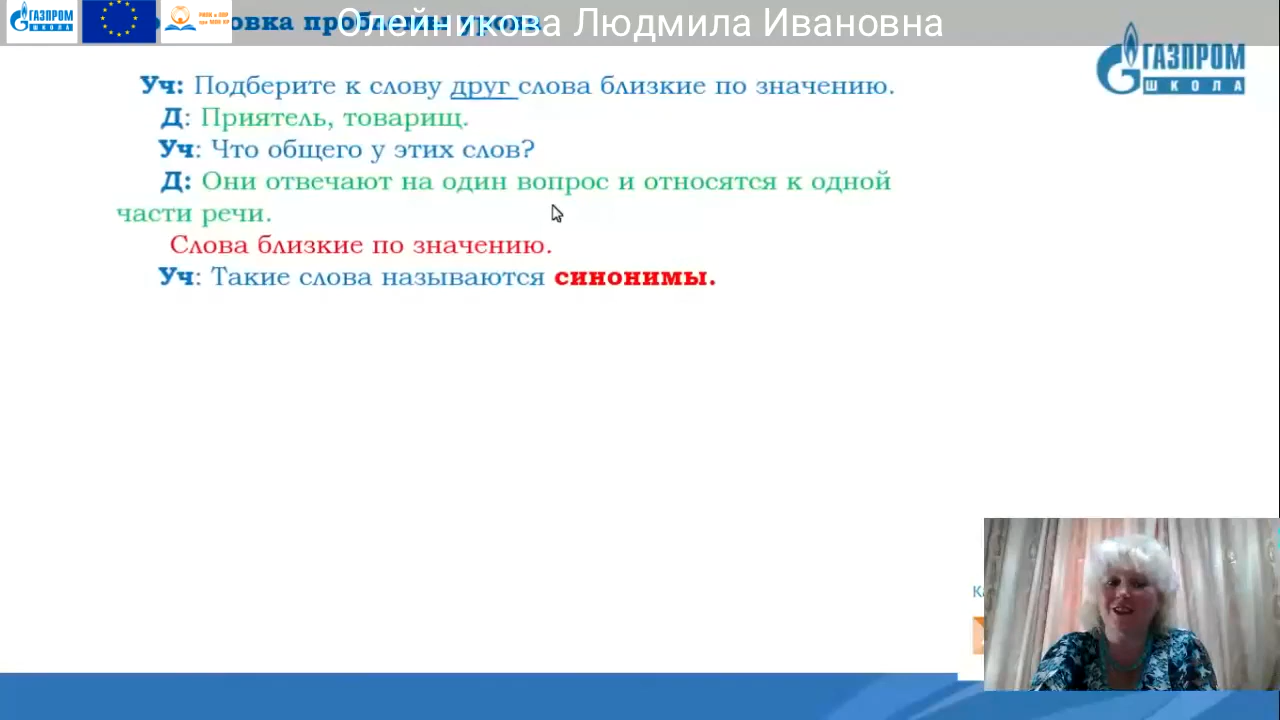 ГАЗПРОМ
ШКОЛА
Олейникова Людмила Ивановна
ГАЗПРОМ
ШКОЛА
Уч: Подберите к слову друг слова близкие по значению.
Д: Приятель, товарищ.
Уч: Что общего у этих слов?
Д: Они отвечают на один вопрос и относятся к одной
части речи.
Слова близкие по значению.
Уч: Такие слова называются синонимы.